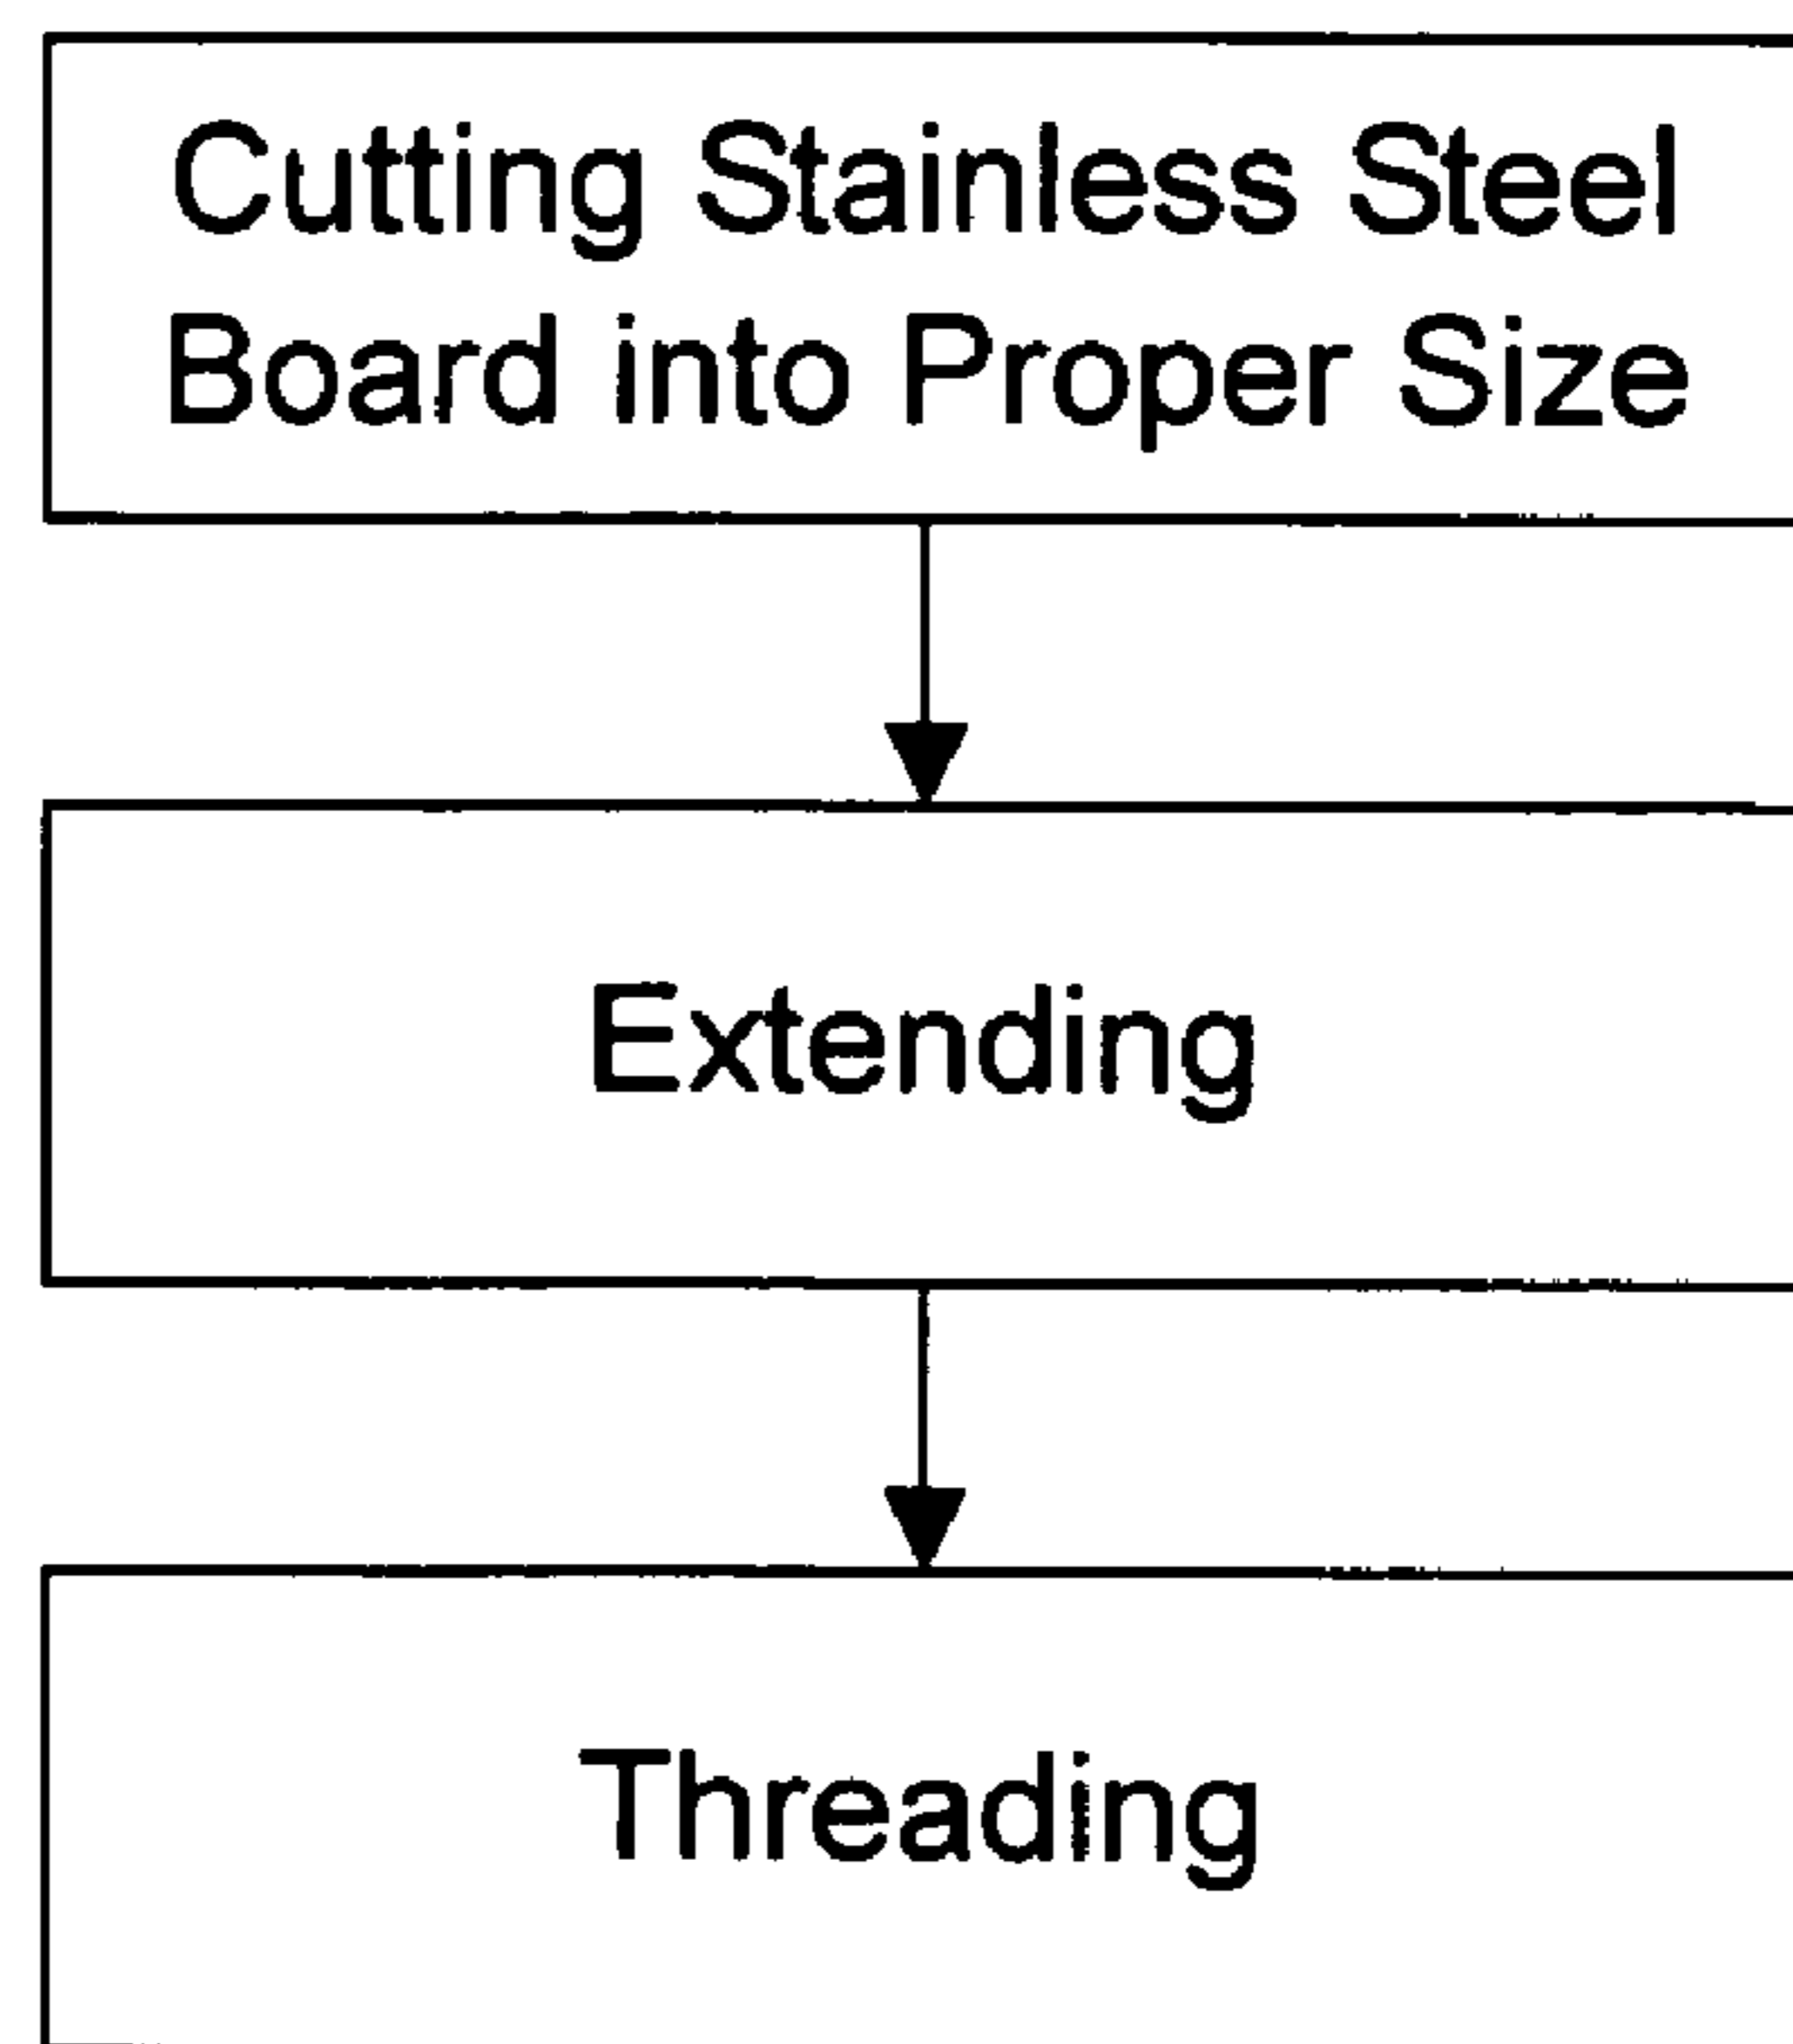 Cutting Stainless Steel
Board into Proper Size
Extending
Threading